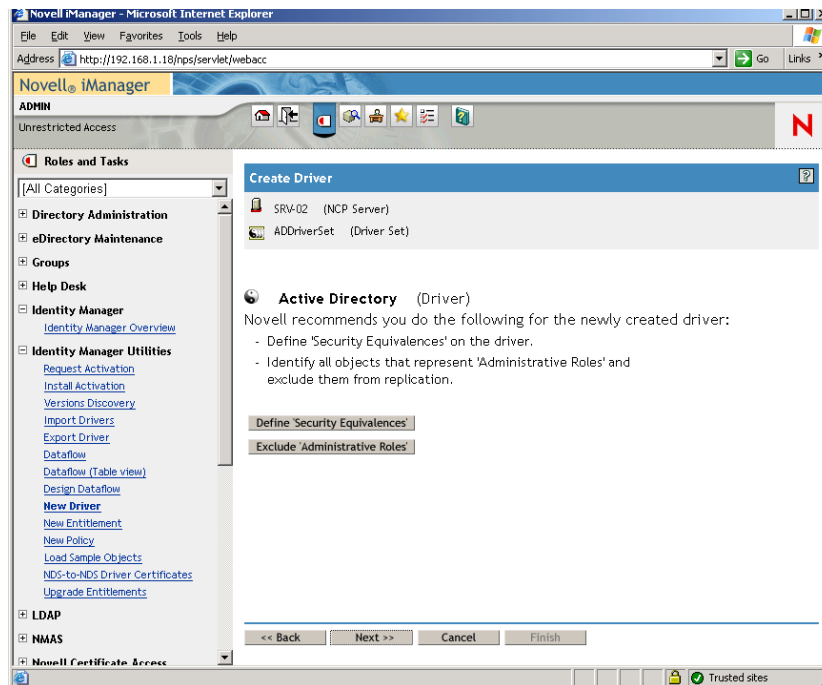 Novell iManager - Microsoft Internet Explorer
File Edit View Favorites Tools Help
Address http://192.168.1.18/nps/servlet/webacc Go Links
Novell® iManager
ADMIN
Unrestricted Access
N
Roles and Tasks
[All Categories]
Directory Administration
eDirectory Maintenance
Groups
Help Desk
Identity Manager
Identity Manager Overview
Identity Manager Utilities
Request Activation
Install Activation
Versions Discovery
Import Drivers
Export Driver
Dataflow
Dataflow (Table view)
Design Dataflow
New Driver
New Entitlement
New Policy
Load Sample Objects
NDS-to-NDS Driver Certificates
Upgrade Entitlements
LDAP
NMAS
Novell Certificate Access
Create Driver ?
SRV-02 (NCP Server)
ADDriverSet (Driver Set)
Active Directory (Driver)
Novell recommends you do the following for the newly created driver:
- Define 'Security Equivalences' on the driver.
- Identify all objects that represent 'Administrative Roles' and
exclude them from replication.
Define 'Security Equivalences'
Exclude 'Administrative Roles'
<< Back Next >> Cancel Finish
Trusted sites